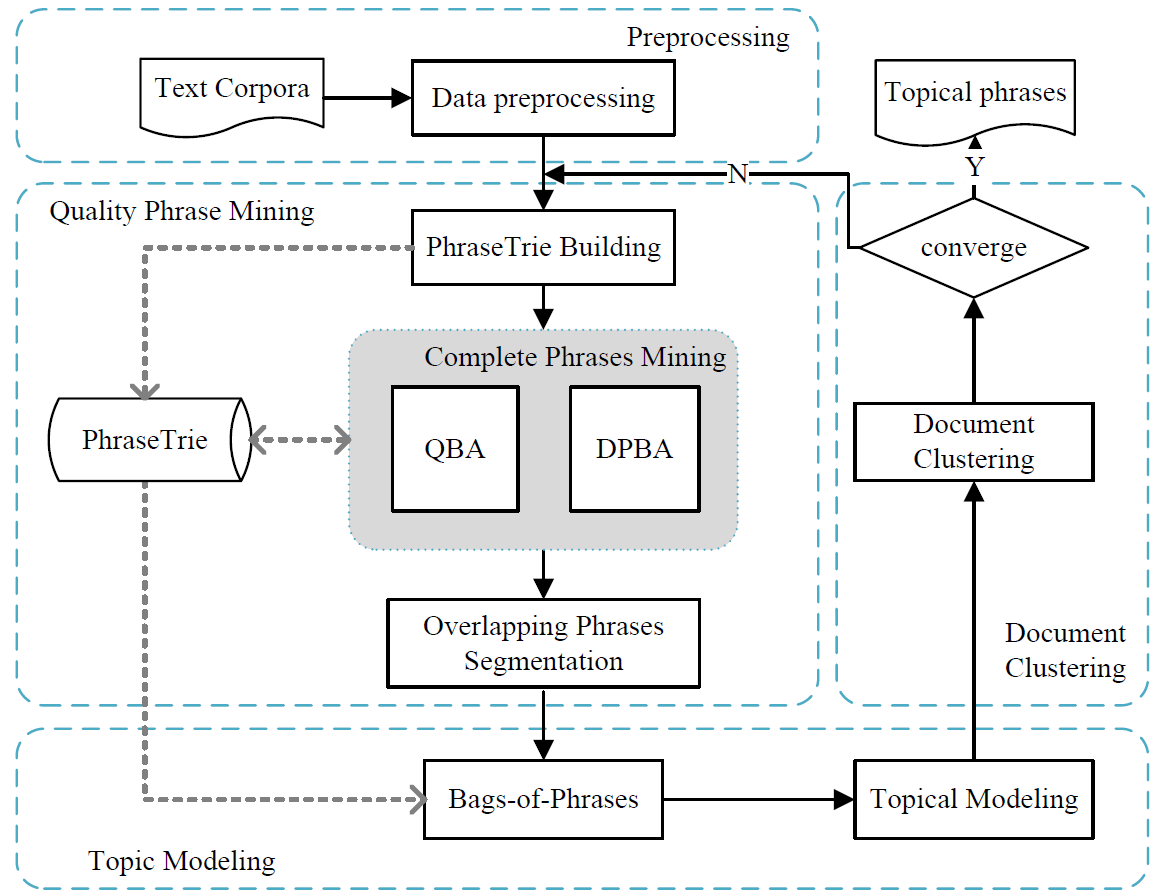 Preprocessing
Text Corpora
Data preprocessing
Topical phrases
N
Y
Quality Phrase Mining
PhraseTrie Building
converge
Complete Phrases Mining
PhraseTrie
QBA
DPBA
Document
Clustering
Overlapping Phrases
Segmentation
Document
Clustering
Bags-of-Phrases
Topical Modeling
Topic Modeling